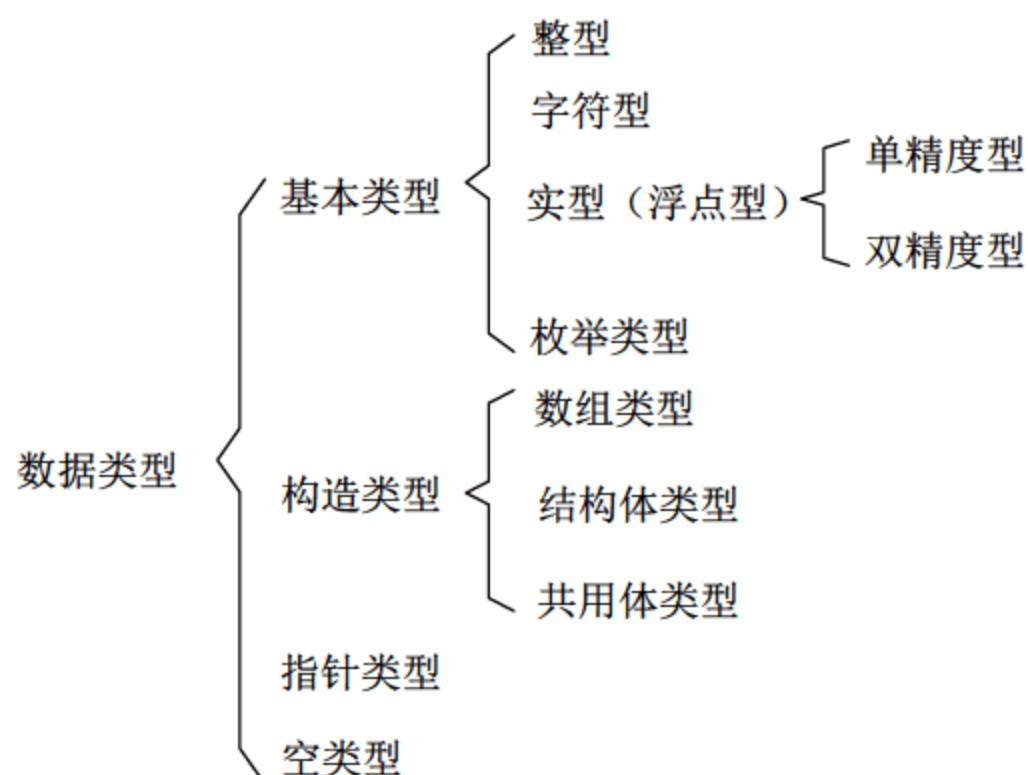 整型
字符型
单精度型
基本类型
实型（浮点型）
双精度型
枚举类型
数组类型
数据类型
构造类型
结构体类型
共用体类型
指针类型
空类型